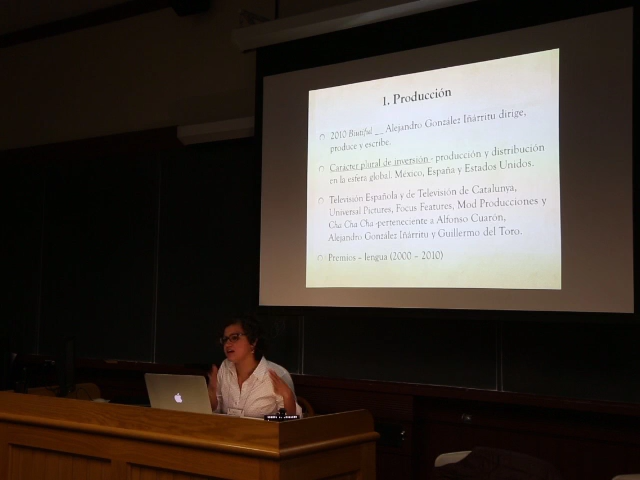 1. Producción
2010 Biutiful __ Alejandro González Iñárritu dirige,
produce y escribe.
Carácter plural de inversión - producción y distribución
en la esfera global. México, España y Estados Unidos.
Televisión Española y de Televisión de Catalunya,
Universal Pictures, Focus Features, Mod Producciones y
Cha Cha Cha -perteneciente a Alfonso Cuarón,
Alejandro González Iñárritu y Guillermo del Toro.
Premios – lengua (2000 – 2010)